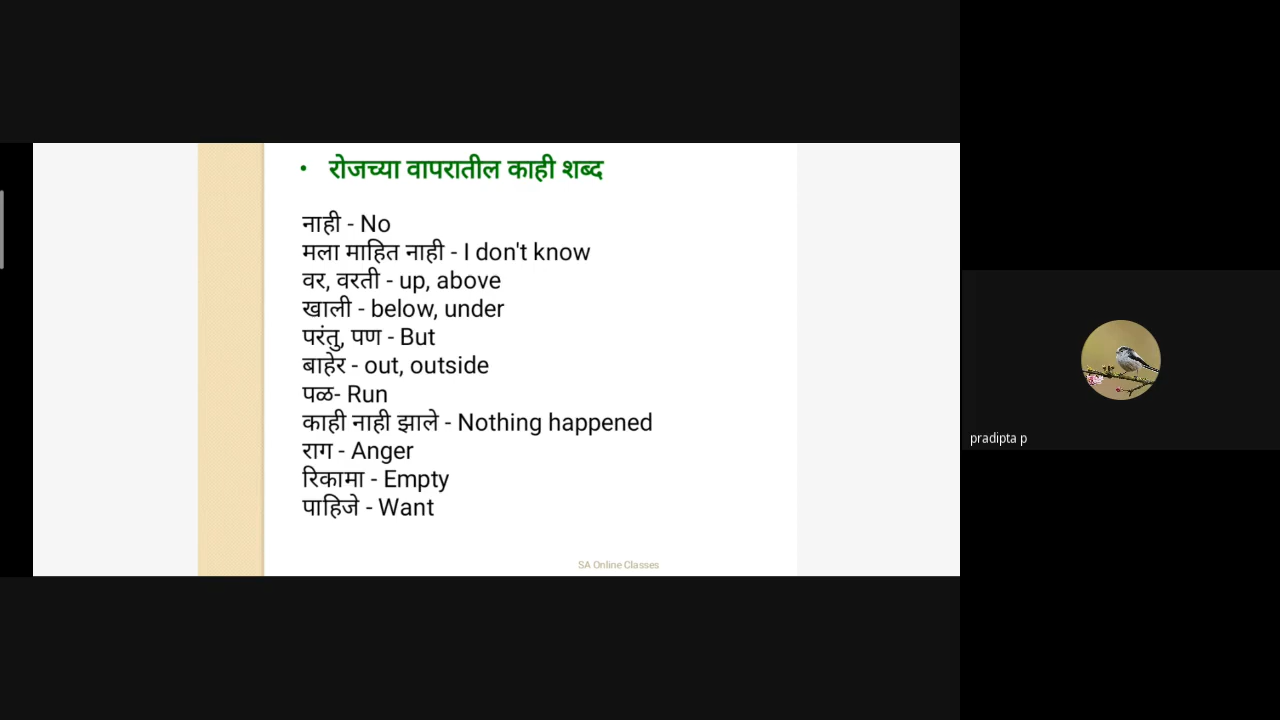 • रोजच्या वापरातील काही शब्द
नाही - No
मला माहित नाही - I don't know
वर, वरती - up, above
खाली - below, under
परंतु, पण - But
बाहेर - out, outside
पळ- Run
काही नाही झाले - Nothing happened
राग - Anger
रिकामा - Empty
पाहिजे - Want
SA Online Classes
pradipta p